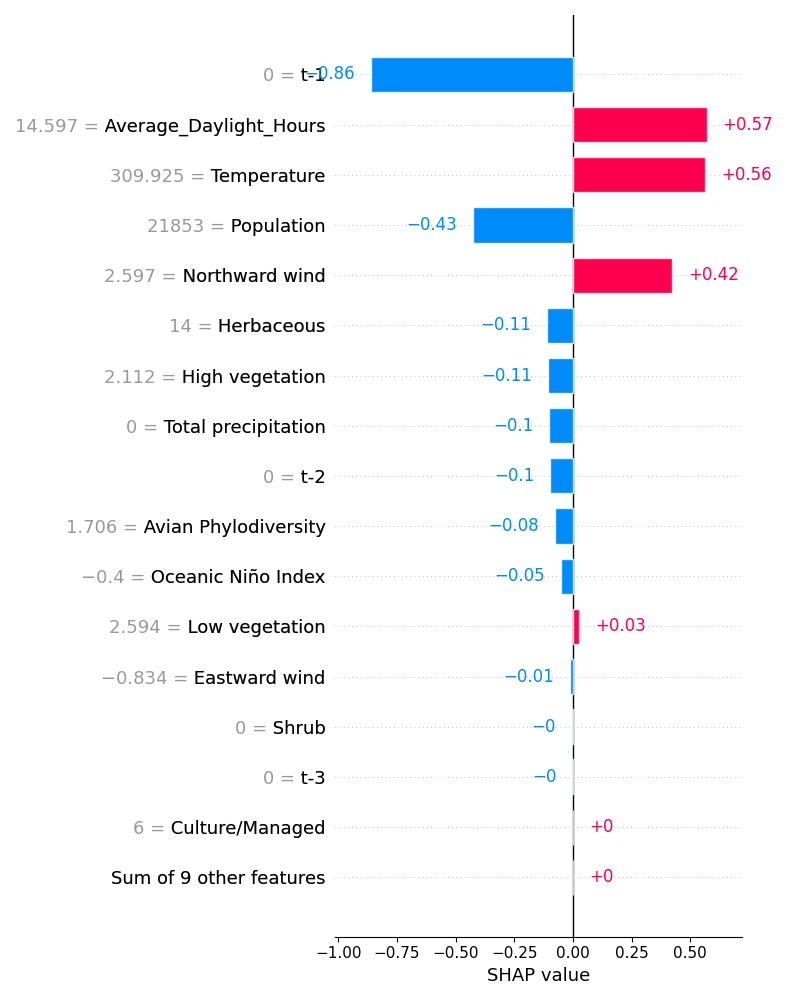 0 = t-1 −0.86
14.597 = Average_Daylight_Hours +0.57
309.925 = Temperature +0.56
21853 = Population −0.43
2.597 = Northward wind +0.42
14 = Herbaceous −0.11
2.112 = High vegetation −0.11
0 = Total precipitation −0.1
0 = t-2 −0.1
1.706 = Avian Phylodiversity −0.08
−0.4 = Oceanic Niño Index −0.05
2.594 = Low vegetation +0.03
−0.834 = Eastward wind −0.01
0 = Shrub −0
0 = t-3 −0
6 = Culture/Managed +0
Sum of 9 other features +0
−1.00 −0.75 −0.50 −0.25 0.00 0.25 0.50
SHAP value